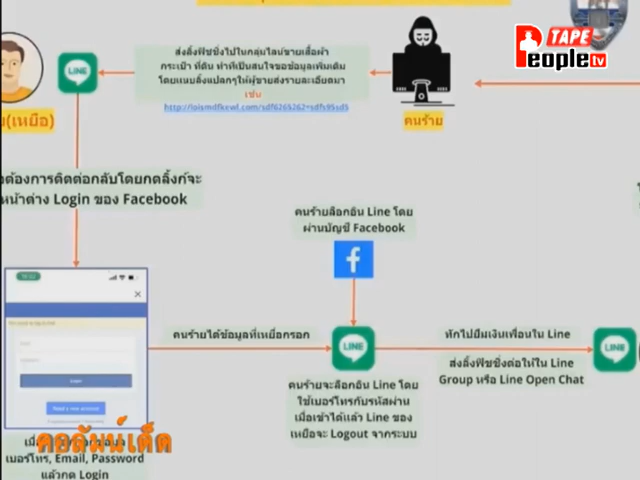 TAPE
People tv
ส่งลิ้งฟิชชิ่งไปในกลุ่มไลน์ขายเสื้อผ้า
กระเป๋า ที่ดิน ทำทีเป็นสนใจขอข้อมูลเพิ่มเติม
โดยแนบลิ้งแปลกๆให้ผู้ขายส่งรายละเอียดมา
เช่น
LINE
(เหยื่อ)
คนร้าย
ต้องการติดต่อกลับโดยกดลิ้งก์จะ
หน้าต่าง Login ของ Facebook
คนร้ายล็อกอิน Line โดย
ผ่านบัญชี Facebook
คนร้ายได้ข้อมูลที่เหยื่อกรอก
LINE
ทักไปยืมเงินเพื่อนใน Line
LINE
ส่งลิ้งฟิชชิ่งต่อให้ใน Line
Group หรือ Line Open Chat
คนร้ายจะล็อกอิน Line โดย
ใช้เบอร์โทรกับรหัสผ่าน
เมื่อเข้าได้แล้ว Line ของ
เหยื่อจะ Logout จากระบบ
คอลัมน์เด็ด
เบอร์โทร, Email, Password
แล้วกด Login